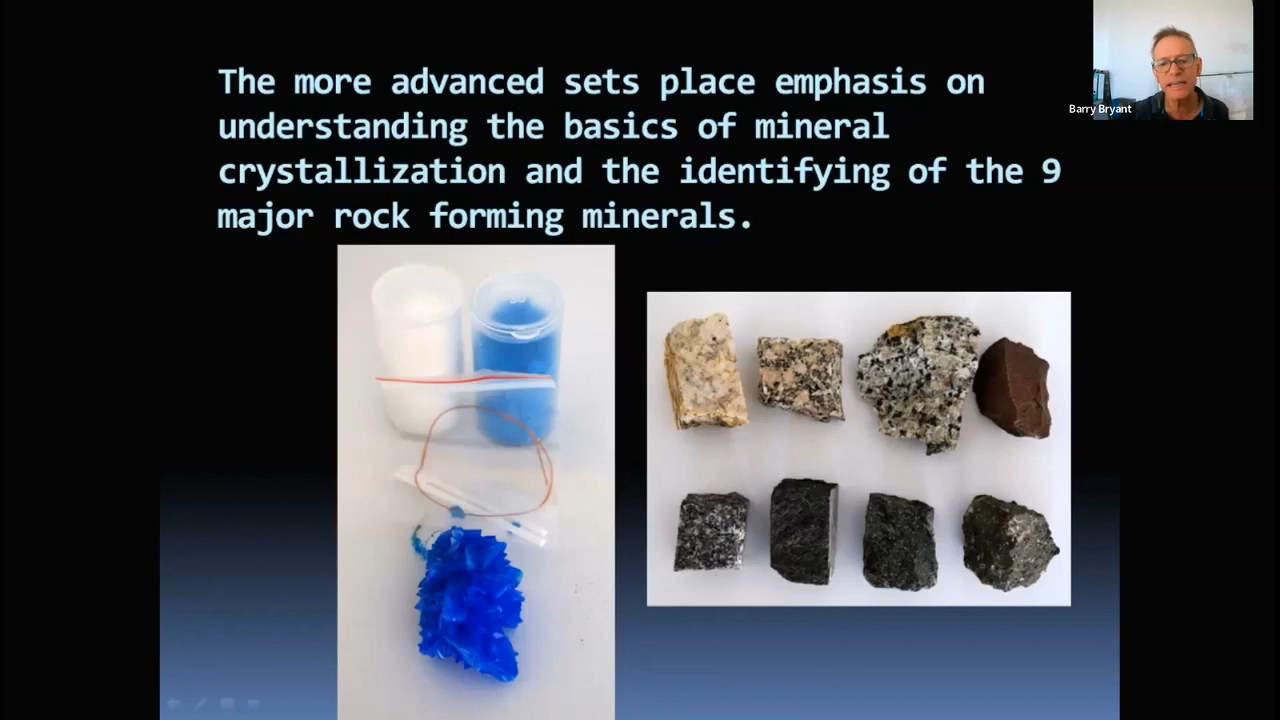 The more advanced sets place emphasis on
understanding the basics of mineral
crystallization and the identifying of the 9
major rock forming minerals.
Barry Bryant